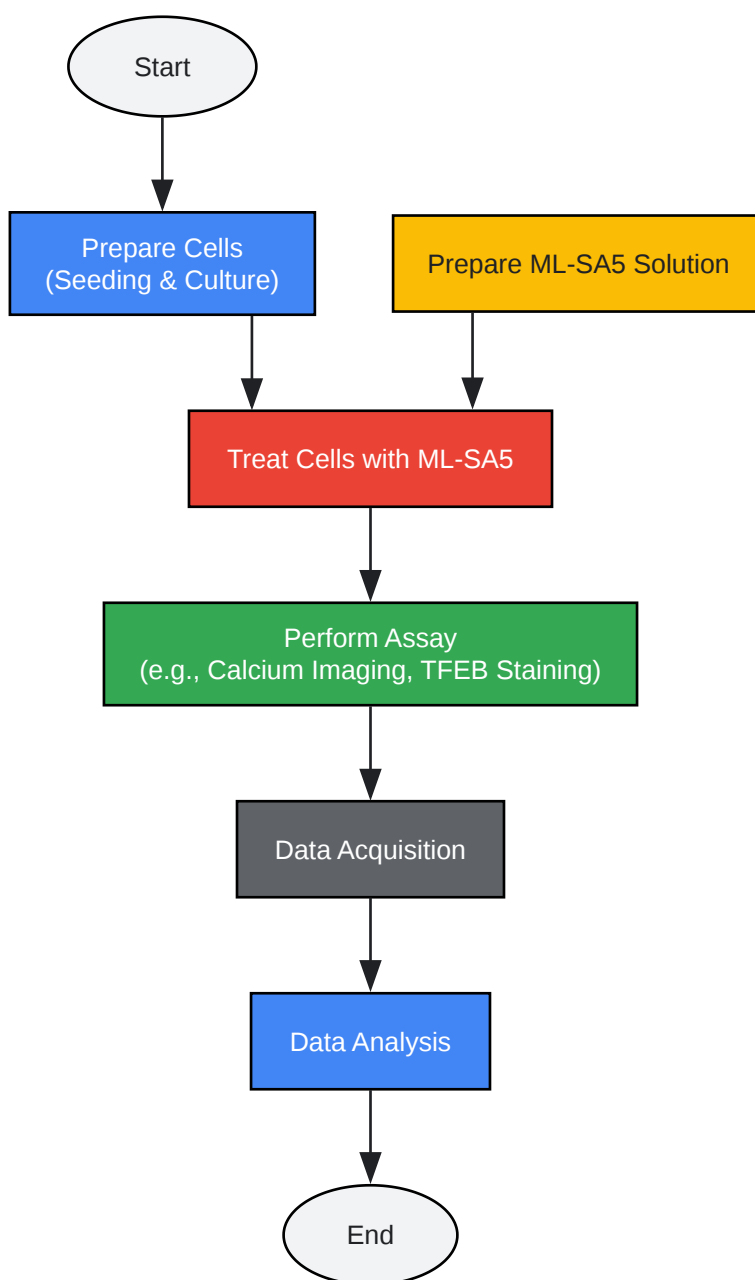 Start
Prepare Cells
(Seeding & Culture)
Prepare ML-SA5 Solution
Treat Cells with ML-SA5
Perform Assay
(e.g., Calcium Imaging, TFEB Staining)
Data Acquisition
Data Analysis
End